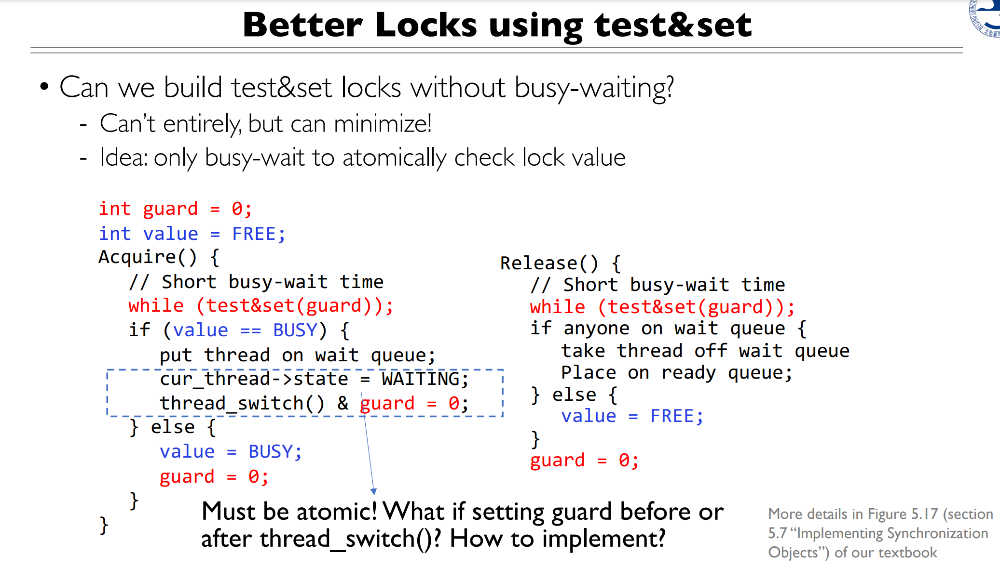 Better Locks using test&set
• Can we build test&set locks without busy-waiting?
- Can't entirely, but can minimize!
- Idea: only busy-wait to atomically check lock value
int guard = 0;
int value = FREE;
Acquire() {
// Short busy-wait time
while (test&set(guard));
if (value == BUSY) {
put thread on wait queue;
cur_thread->state = WAITING;
thread_switch() & guard = 0;
} else {
value = BUSY;
guard = 0;
}
}
Release() {
// Short busy-wait time
while (test&set(guard));
if anyone on wait queue {
take thread off wait queue
Place on ready queue;
} else {
value = FREE;
}
guard = 0;
Must be atomic! What if setting guard before or
after thread_switch()? How to implement?
More details in Figure 5.17 (section
5.7 “Implementing Synchronization
Objects”) of our textbook